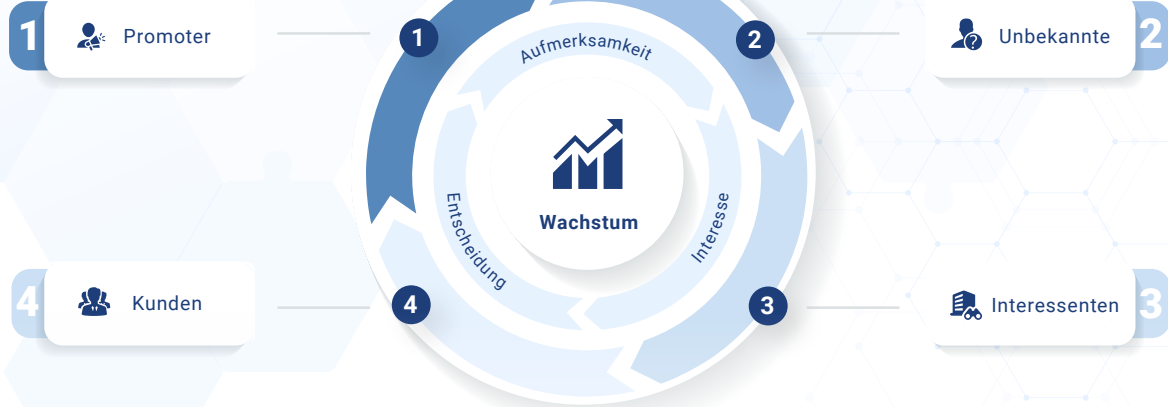 1
Promoter
1
Aufmerksamkeit
2
Unbekannte
2
Wachstum
Entscheidung
Interesse
4
Kunden
4
3
Interessenten
3